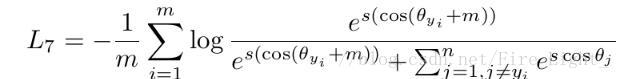 L_7 = -\frac{1}{m} \sum_{i=1}^{m} \log \frac{e^{s(\cos(\theta_{y_i}+m))}}{e^{s(\cos(\theta_{y_i}+m))} + \sum_{j=1, j \neq y_i}^{n} e^{s \cos \theta_j}}